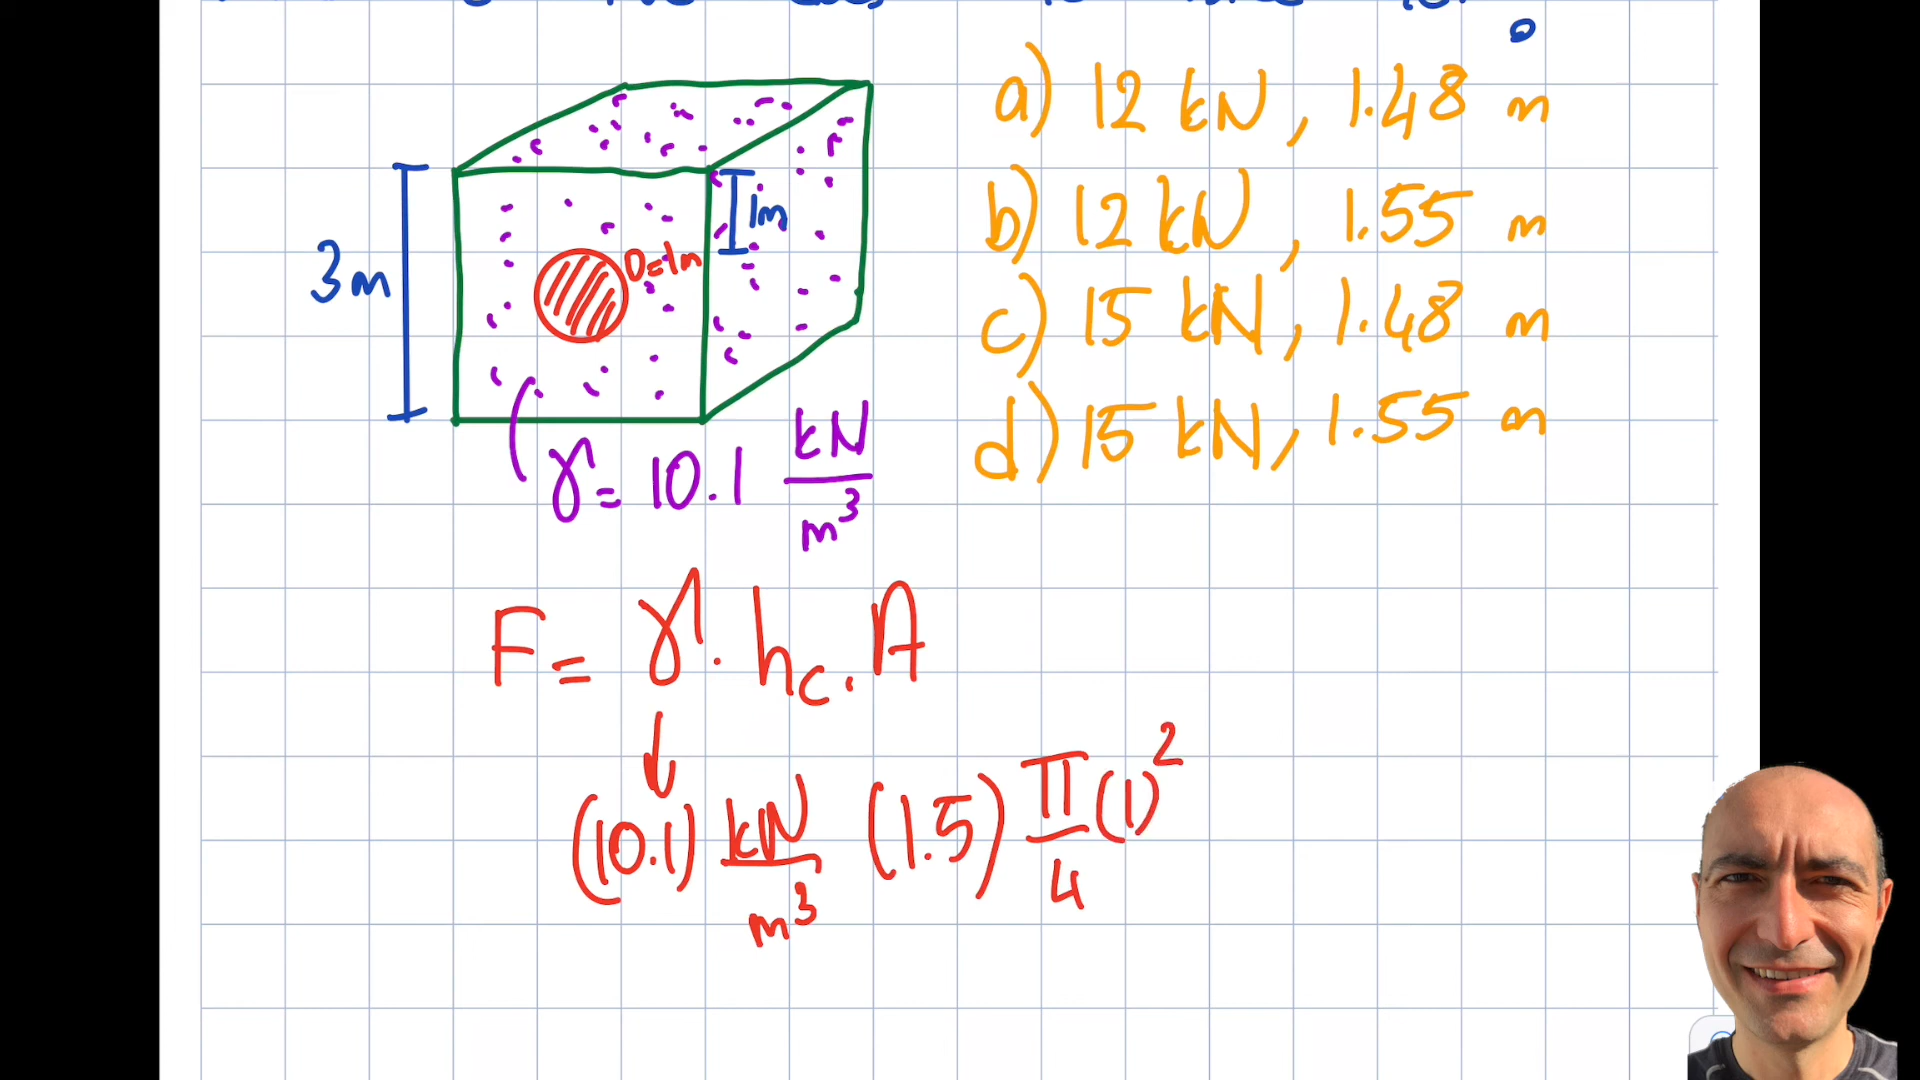 a) 12 kN, 1.48 m
b) 12 kN, 1.55 m
c) 15 kN, 1.48 m
d) 15 kN, 1.55 m
1m
D=1m
3m
γ = 10.1 kN/m³
F = γ · hc · A
(10.1) kN/m³ (1.5) π/4 (1)²